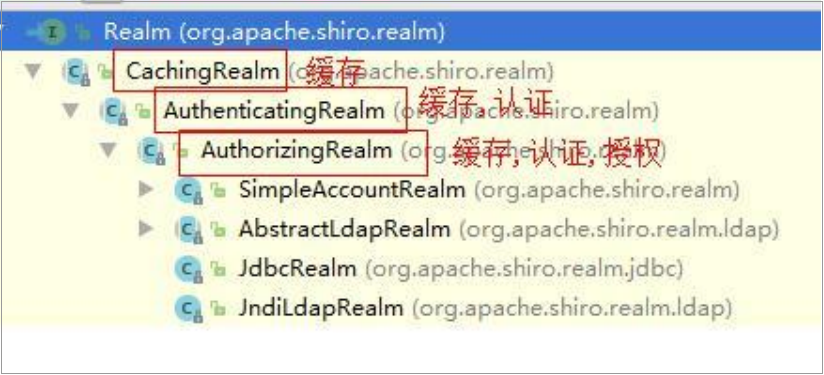 Realm (org.apache.shiro.realm)
CachingRealm (org.apache.shiro.realm) 缓存
AuthenticatingRealm (org.apache.shiro.realm) 缓存, 认证
AuthorizingRealm (org.apache.shiro.realm) 缓存, 认证, 授权
SimpleAccountRealm (org.apache.shiro.realm)
AbstractLdapRealm (org.apache.shiro.realm.ldap)
JdbcRealm (org.apache.shiro.realm.jdbc)
JndiLdapRealm (org.apache.shiro.realm.ldap)